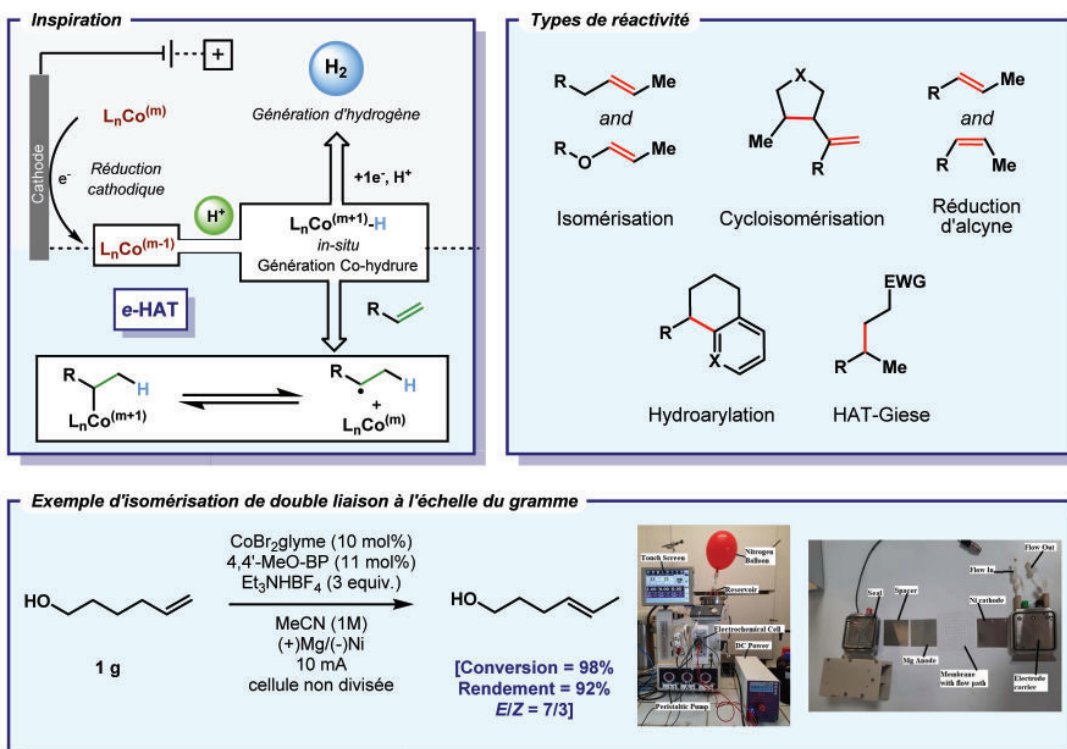 Inspiration
+
Cathode
LnCo(m)
e-
Réduction
cathodique
LnCo(m-1)
H+
H2
Génération d'hydrogène
+1e-, H+
LnCo(m+1)-H
in-situ
Génération Co-hydrure
e-HAT
R
R
H
LnCo(m+1)
R
H
+
LnCo(m)
Types de réactivité
R
Me
and
R
O
Me
Isomérisation
X
Me
R
Cycloisomérisation
R
Me
and
R
Me
Réduction
d'alcyne
R
X
Hydroarylation
EWG
R
Me
HAT-Giese
Exemple d'isomérisation de double liaison à l'échelle du gramme
HO
1 g
CoBr2glyme (10 mol%)
4,4'-MeO-BP (11 mol%)
Et3NHBF4 (3 equiv.)
MeCN (1M)
(+)Mg/(-)Ni
10 mA
cellule non divisée
HO
[Conversion = 98%
Rendement = 92%
E/Z = 7/3]
Touch Screen
Nitrogen
Balloon
Reservoir
Electrochemical Cell
DC Power
Peristaltic Pump
Flow Out
Flow In
Seal
Spacer
Ni cathode
Mg Anode
Membrane
with flow path
Electrode
carrier